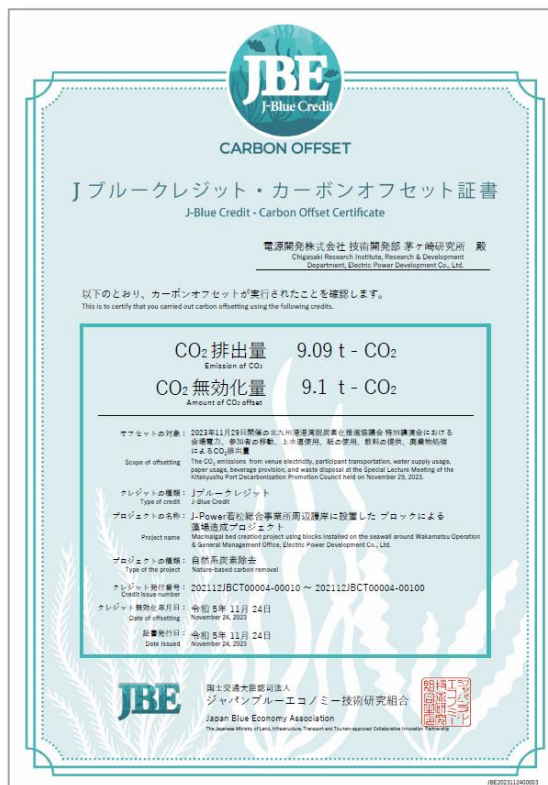 JBE
J-Blue Credit
CARBON OFFSET
Jブルークレジット・カーボンオフセット証書
J-Blue Credit - Carbon Offset Certificate
電源開発株式会社 技術開発部 茅ヶ崎研究所 殿
Chigasaki Research Institute, Research & Development
Department, Electric Power Development Co., Ltd.
以下のとおり、カーボンオフセットが実行されたことを確認します。
This is to certify that you carried out carbon offsetting using the following credits.
CO₂排出量 9.09 t - CO₂
Emission of CO₂
CO₂無効化量 9.1 t - CO₂
Amount of CO₂ offset
オフセットの対象： 2023年11月29日開催の北九州港港湾脱炭素化推進協議会 特別講演会における
会場電力、参加者の移動、上水道使用、紙の使用、飲料の提供、廃棄物処理
によるCO₂排出量
Scope of offsetting The CO₂ emissions from venue electricity, participant transportation, water supply usage,
paper usage, beverage provision, and waste disposal at the Special Lecture Meeting of the
Kitakyushu Port Decarbonization Promotion Council held on November 29, 2023.
クレジットの種類： Jブルークレジット
Type of credit J-Blue Credit
プロジェクトの名称： J-Power若松総合事業所周辺護岸に設置した ブロックによる
藻場造成プロジェクト
Project name Macroalgal bed creation project using blocks installed on the seawall around Wakamatsu Operation
& General Management Office, Electric Power Development Co., Ltd.
プロジェクトの種類： 自然系炭素除去
Type of the project Nature-based carbon removal
クレジット発行番号： 202112JBCT00004-00010 ～ 202112JBCT00004-00100
Credit Issue number
クレジット無効化年月日： 令和 5年 11月 24日
Date of offsetting November 24, 2023
証書発行日： 令和 5年 11月 24日
Date issued November 24, 2023
JBE
国土交通大臣認可法人
ジャパンブルーエコノミー技術研究組合
Japan Blue Economy Association
The Japanese Ministry of Land, Infrastructure, Transport and Tourism-approved Collaborative Innovation Partnership
JBE2023112400003